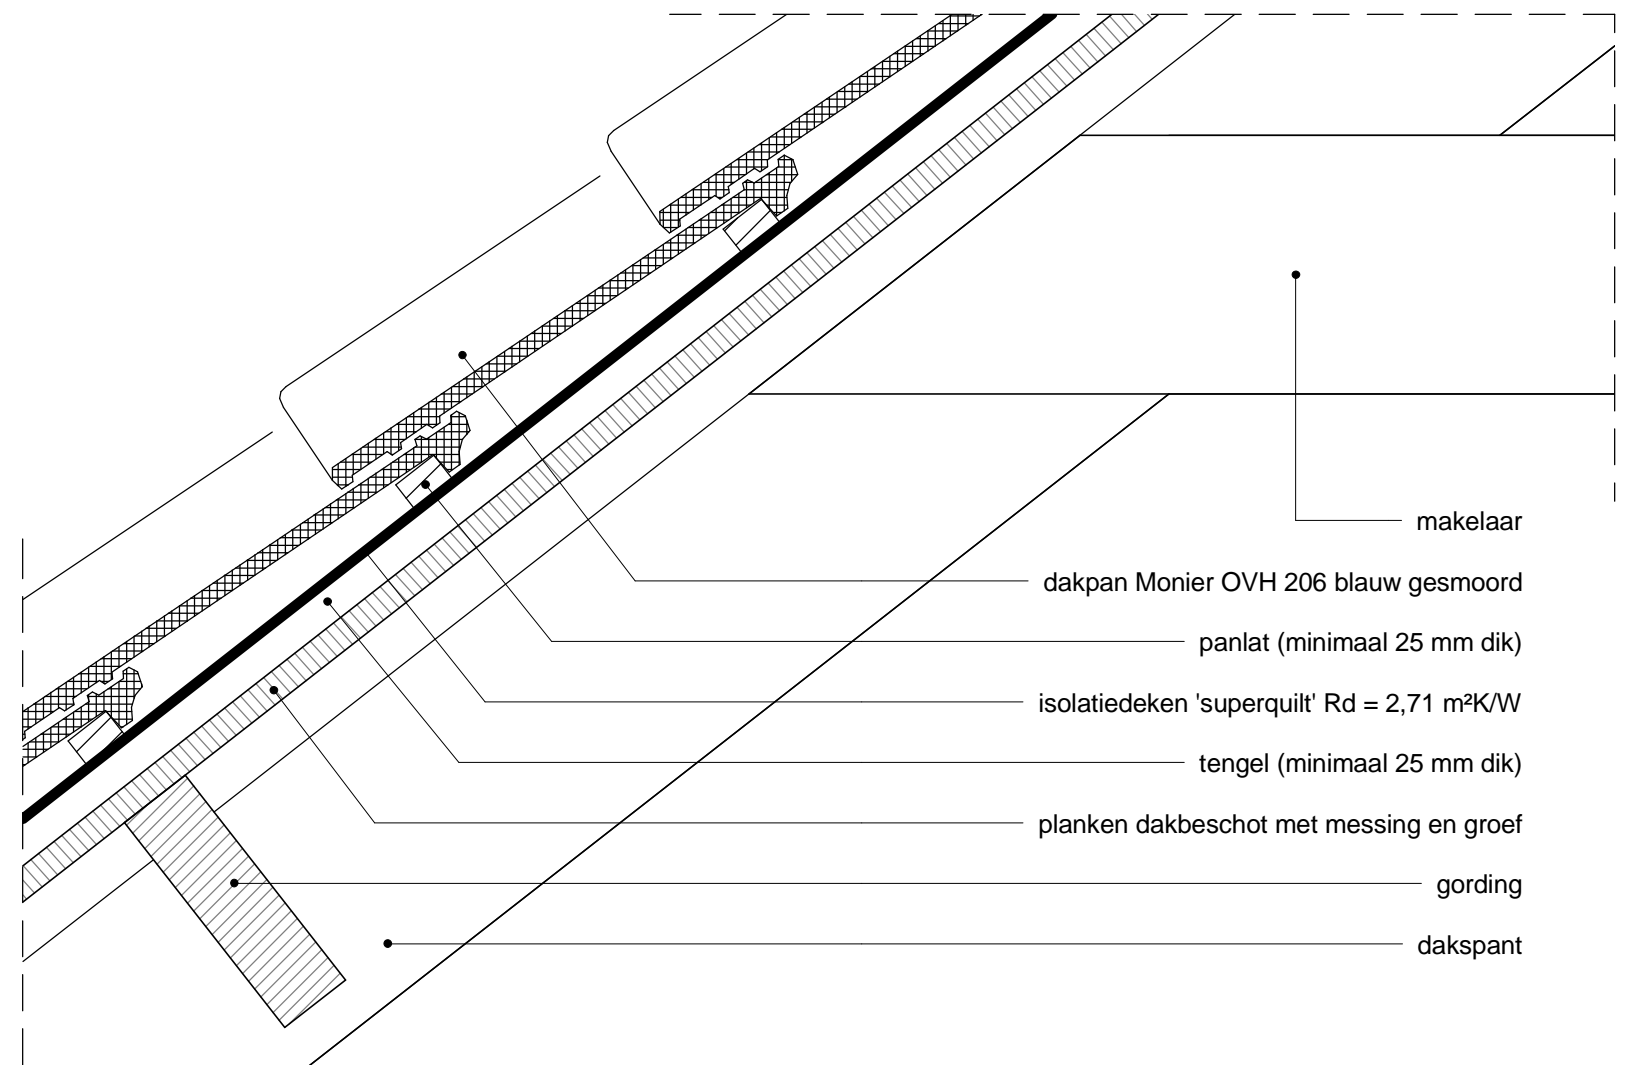 makelaar
dakpan Monier OVH 206 blauw gesmoord
panlat (minimaal 25 mm dik)
isolatiedeken 'superquilt' Rd = 2,71 m²K/W
tengel (minimaal 25 mm dik)
planken dakbeschot met messing en groef
gording
dakspant